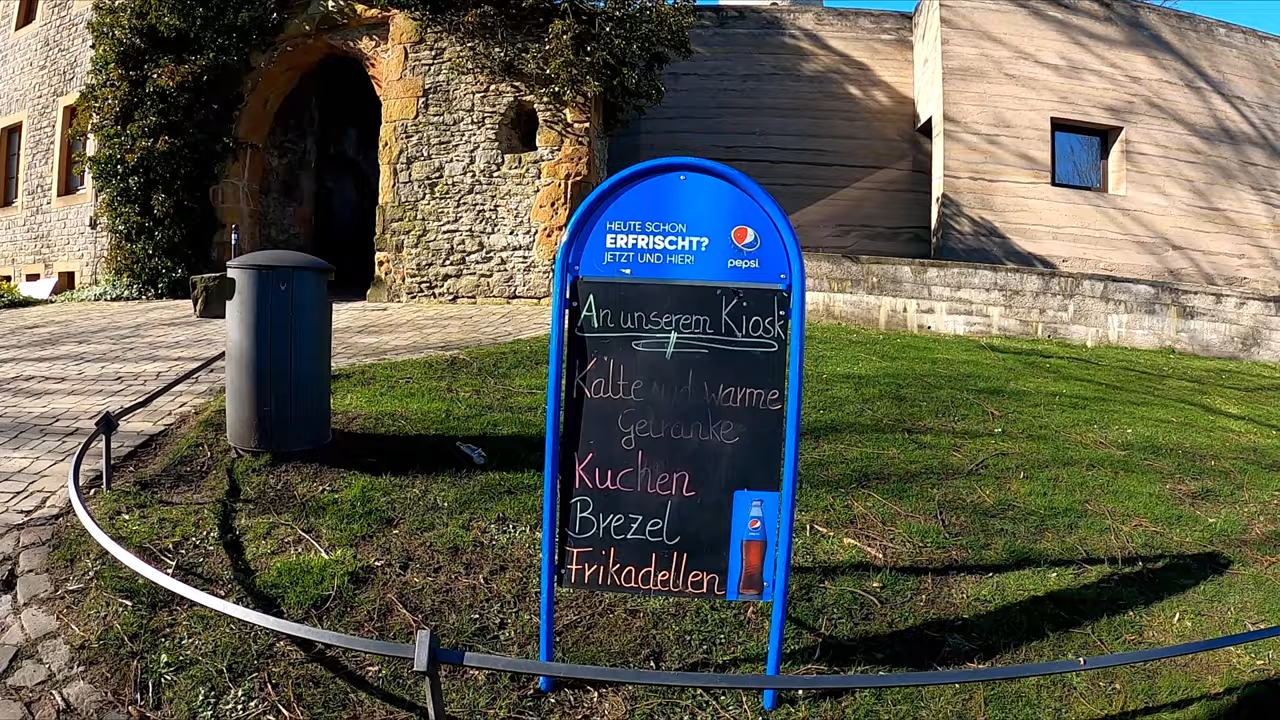 HEUTE SCHON
ERFRISCHT?
JETZT UND HIER!
pepsi
An unserem Kiosk
Kalte und warme
Getränke
Kuchen
Brezel
Frikadellen